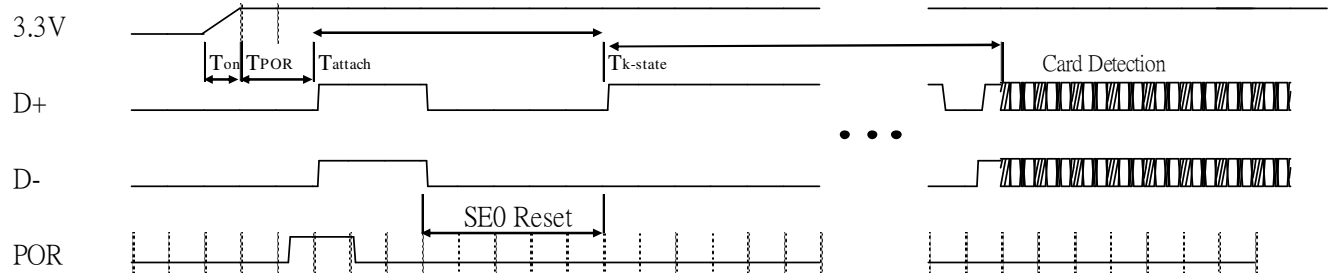 3.3V
Ton TPOR Tattach Tk-state Card Detection
D+
D-
SE0 Reset
POR